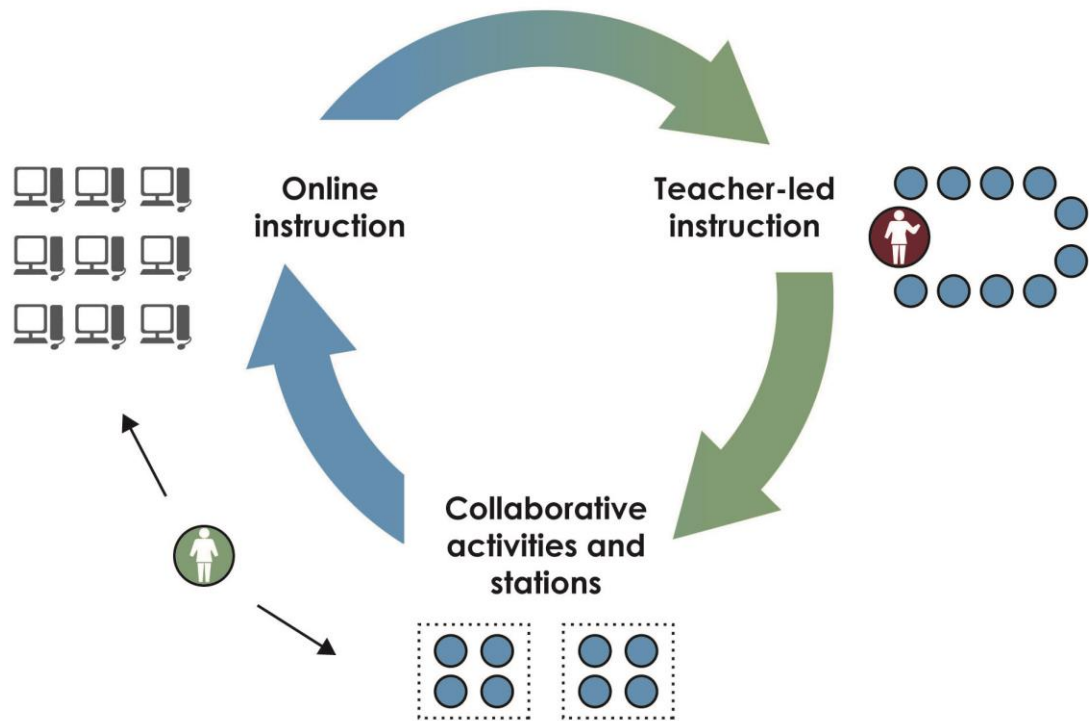 Online
instruction
Teacher-led
instruction
Collaborative
activities and
stations